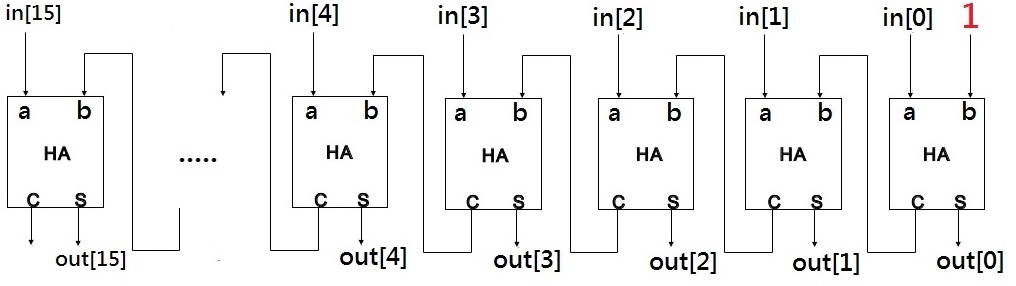 in[15] in[4] in[3] in[2] in[1] in[0] 1
a b a b a b a b a b a b
HA ..... HA HA HA HA HA
C S C S C S C S C S C S
out[15] out[4] out[3] out[2] out[1] out[0]